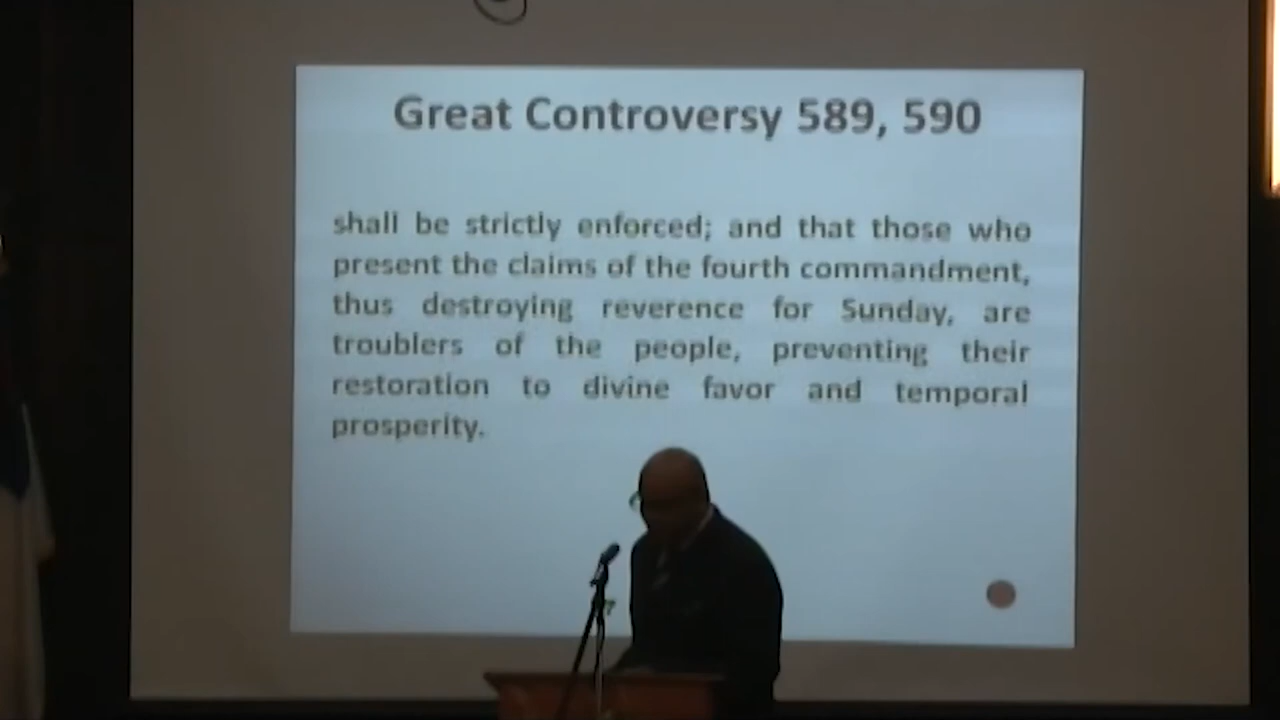 Great Controversy 589, 590
shall be strictly enforced; and that those who
present the claims of the fourth commandment,
thus destroying reverence for Sunday, are
troublers of the people, preventing their
restoration to divine favor and temporal
prosperity.